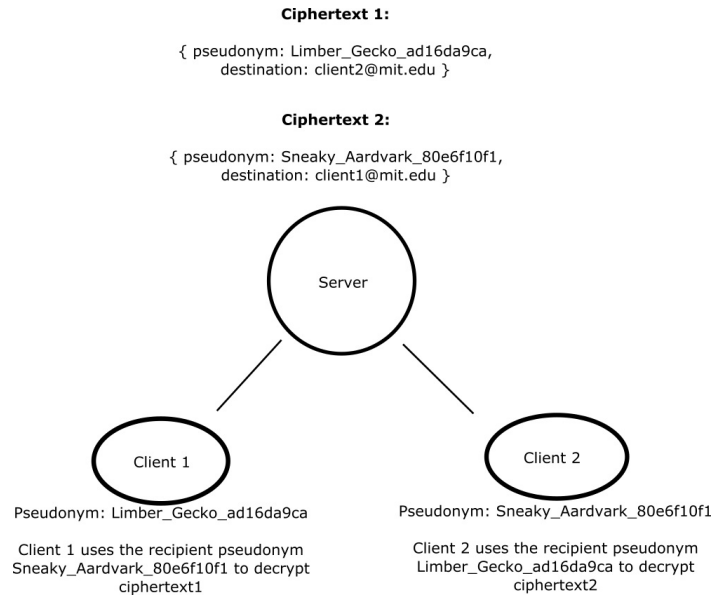 Ciphertext 1:
{ pseudonym: Limber_Gecko_ad16da9ca,
destination: client2@mit.edu }
Ciphertext 2:
{ pseudonym: Sneaky_Aardvark_80e6f10f1,
destination: client1@mit.edu }
Server
Client 1
Pseudonym: Limber_Gecko_ad16da9ca
Client 1 uses the recipient pseudonym
Sneaky_Aardvark_80e6f10f1 to decrypt
ciphertext1
Client 2
Pseudonym: Sneaky_Aardvark_80e6f10f1
Client 2 uses the recipient pseudonym
Limber_Gecko_ad16da9ca to decrypt
ciphertext2